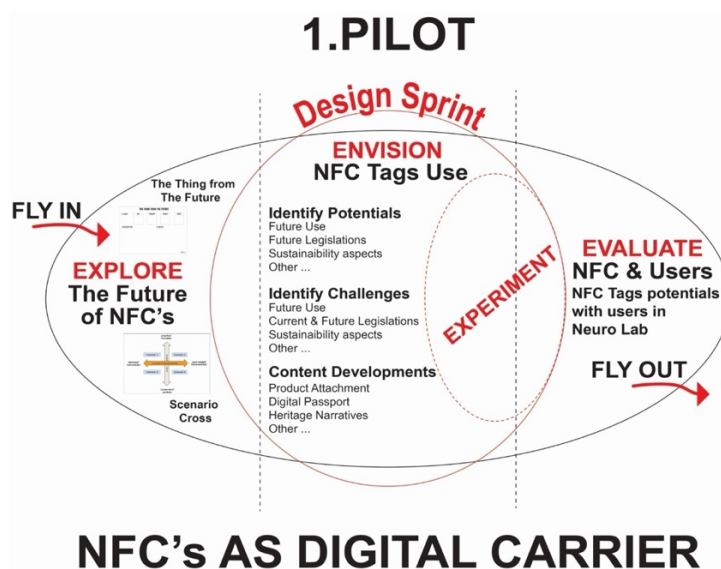 1.PILOT
Design Sprint
ENVISION
NFC Tags Use
The Thing from
The Future
FLY IN
EXPLORE
The Future
of NFC's
Scenario
Cross
Identify Potentials
Future Use
Future Legislations
Sustainaibility aspects
Other ...
Identify Challenges
Future Use
Current & Future Legislations
Sustainability aspects
Other ...
Content Developments
Product Attachment
Digital Passport
Heritage Narratives
Other ...
EXPERIMENT
EVALUATE
NFC & Users
NFC Tags potentials
with users in
Neuro Lab
FLY OUT
NFC's AS DIGITAL CARRIER